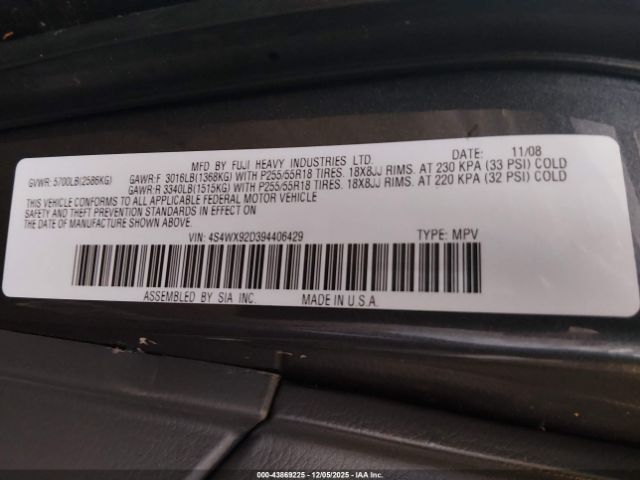 MFD. BY FUJI HEAVY INDUSTRIES LTD. DATE: 11/08
GVWR: 5700LB(2586KG) GAWR:F 3016LB(1368KG) WITH P255/55R18 TIRES. 18X8JJ RIMS. AT 230 KPA (33 PSI) COLD
GAWR:R 3340LB(1515KG) WITH P255/55R18 TIRES. 18X8JJ RIMS. AT 220 KPA (32 PSI) COLD
THIS VEHICLE CONFORMS TO ALL APPLICABLE FEDERAL MOTOR VEHICLE
SAFETY AND THEFT PREVENTION STANDARDS IN EFFECT ON
THE DATE OF MANUFACTURE SHOWN ABOVE.
VIN: 4S4WX92D394406429 TYPE: MPV
ASSEMBLED BY SIA INC. MADE IN U.S.A.
000-43869225 - 12/05/2025 - IAA Inc.